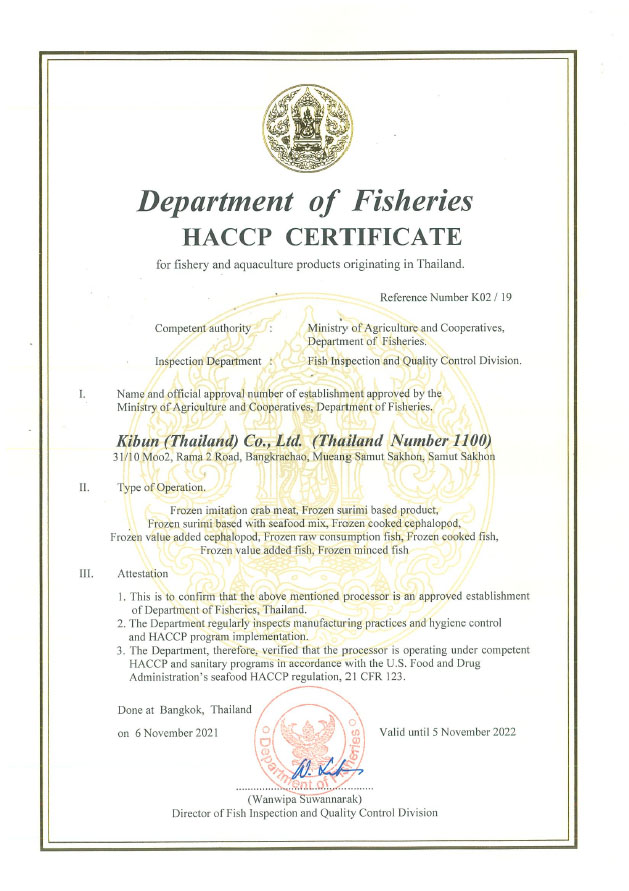 Department of Fisheries
HACCP CERTIFICATE
for fishery and aquaculture products originating in Thailand.
Reference Number K02 / 19
Competent authority : Ministry of Agriculture and Cooperatives,
Department of Fisheries.
Inspection Department : Fish Inspection and Quality Control Division.
I. Name and official approval number of establishment approved by the
Ministry of Agriculture and Cooperatives, Department of Fisheries.
Kibun (Thailand) Co., Ltd. (Thailand Number 1100)
31/10 Moo2, Rama 2 Road, Bangkrachao, Mueang Samut Sakhon, Samut Sakhon
II. Type of Operation.
Frozen imitation crab meat, Frozen surimi based product,
Frozen surimi based with seafood mix, Frozen cooked cephalopod,
Frozen value added cephalopod, Frozen raw consumption fish, Frozen cooked fish,
Frozen value added fish, Frozen minced fish
III. Attestation
1. This is to confirm that the above mentioned processor is an approved establishment
of Department of Fisheries, Thailand.
2. The Department regularly inspects manufacturing practices and hygiene control
and HACCP program implementation.
3. The Department, therefore, verified that the processor is operating under competent
HACCP and sanitary programs in accordance with the U.S. Food and Drug
Administration's seafood HACCP regulation, 21 CFR 123.
Done at Bangkok, Thailand
on 6 November 2021
Valid until 5 November 2022
Department of Fisheries
(Wanwipa Suwannarak)
Director of Fish Inspection and Quality Control Division